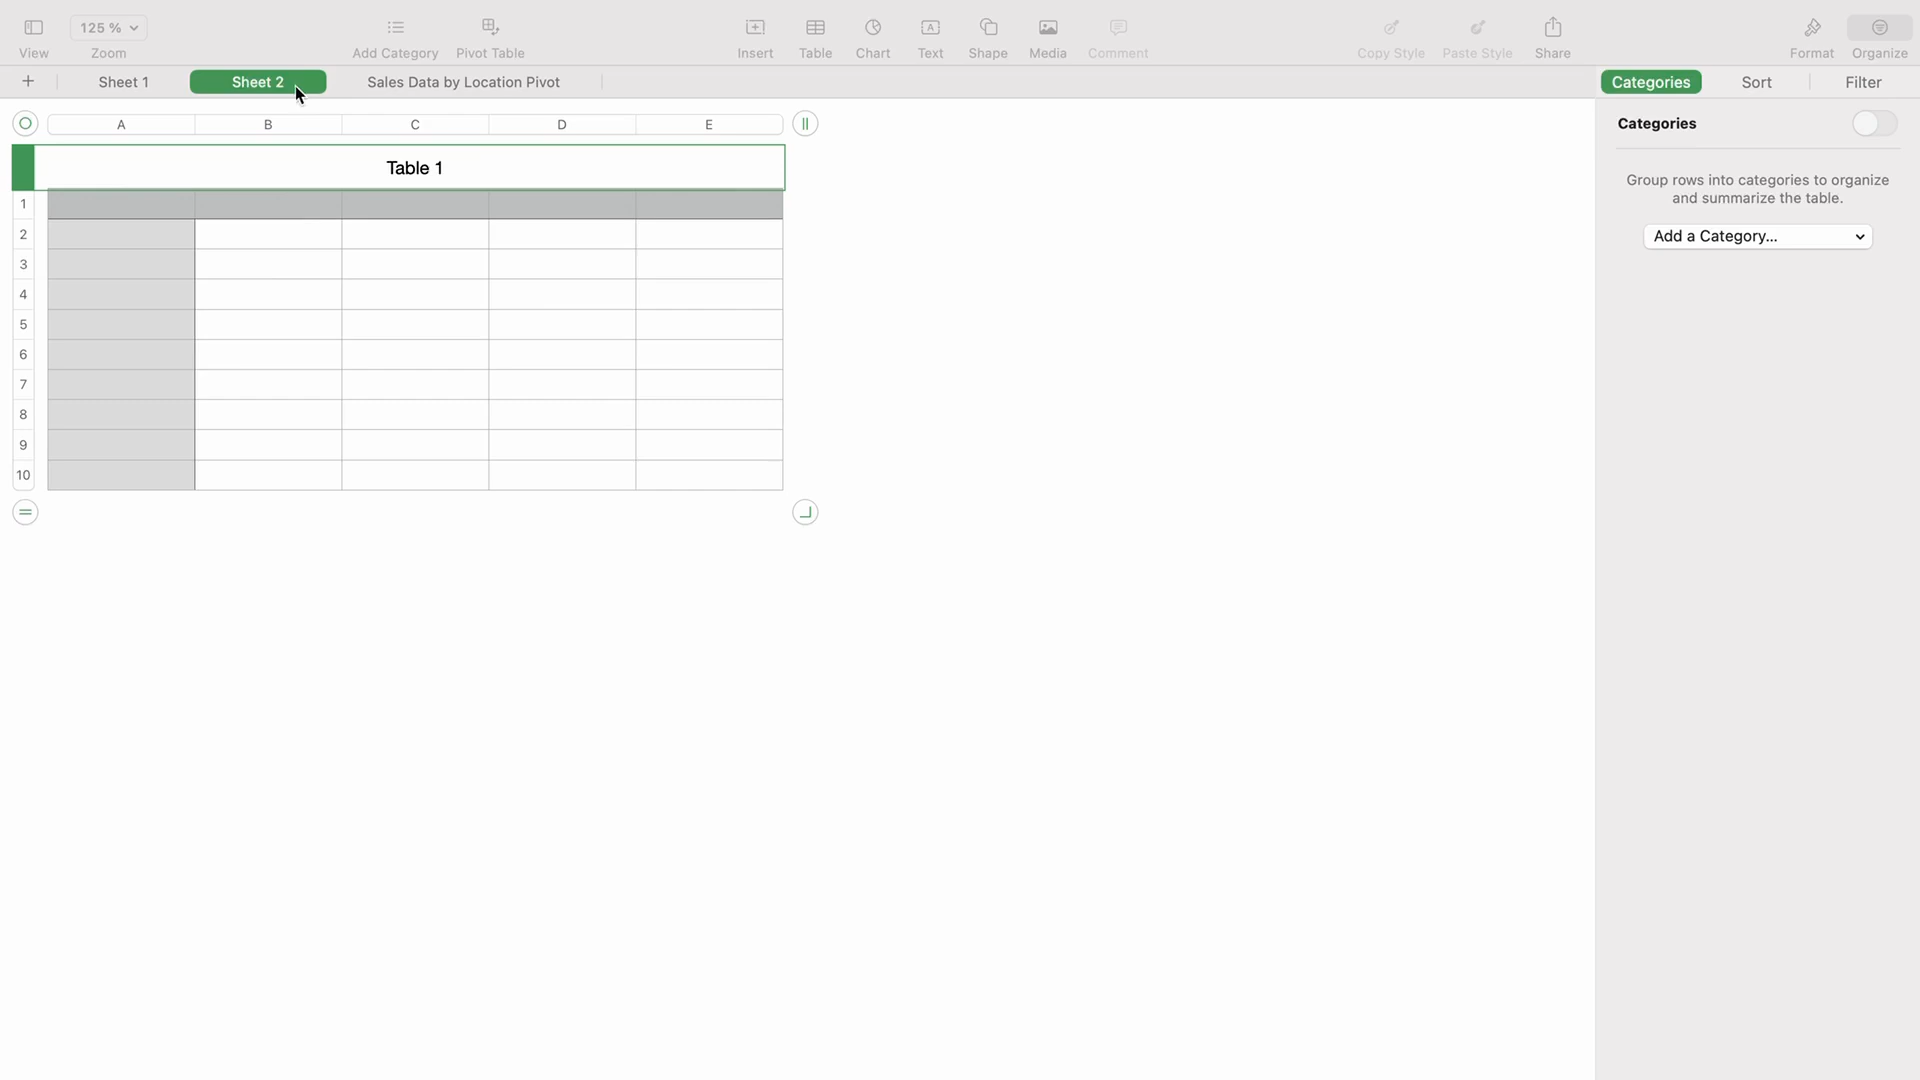 125 %
View
Zoom
Add Category
Pivot Table
Insert
Table
Chart
Text
Shape
Media
Comment
Copy Style
Paste Style
Share
Format
Organize
+
Sheet 1
Sheet 2
Sales Data by Location Pivot
Categories
Sort
Filter
A
B
C
D
E
Table 1
1
2
3
4
5
6
7
8
9
10
Categories
Group rows into categories to organize
and summarize the table.
Add a Category...